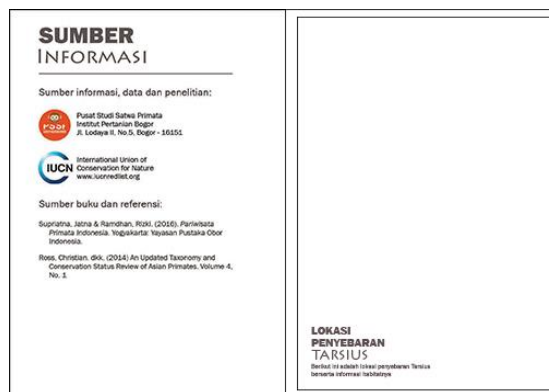 SUMBER
INFORMASI
Sumber informasi, data dan penelitian:
Pusat Studi Satwa Primata
Institut Pertanian Bogor
Jl. Lodaya II, No.5, Bogor - 16151
IUCN
International Union of
Conservation for Nature
www.iucnredlist.org
Sumber buku dan referensi:
Supriatna, Jatna & Ramdhan, Rizki. (2016). Pariwisata
Primata Indonesia. Yogyakarta: Yayasan Pustaka Obor
Indonesia.
Ross, Christian. dkk. (2014) An Updated Taxonomy and
Conservation Status Review of Asian Primates, Volume 4,
No. 1
LOKASI
PENYEBARAN
TARSIUS
Berikut ini adalah lokasi penyebaran Tarsius
berserta informasi habitatnya